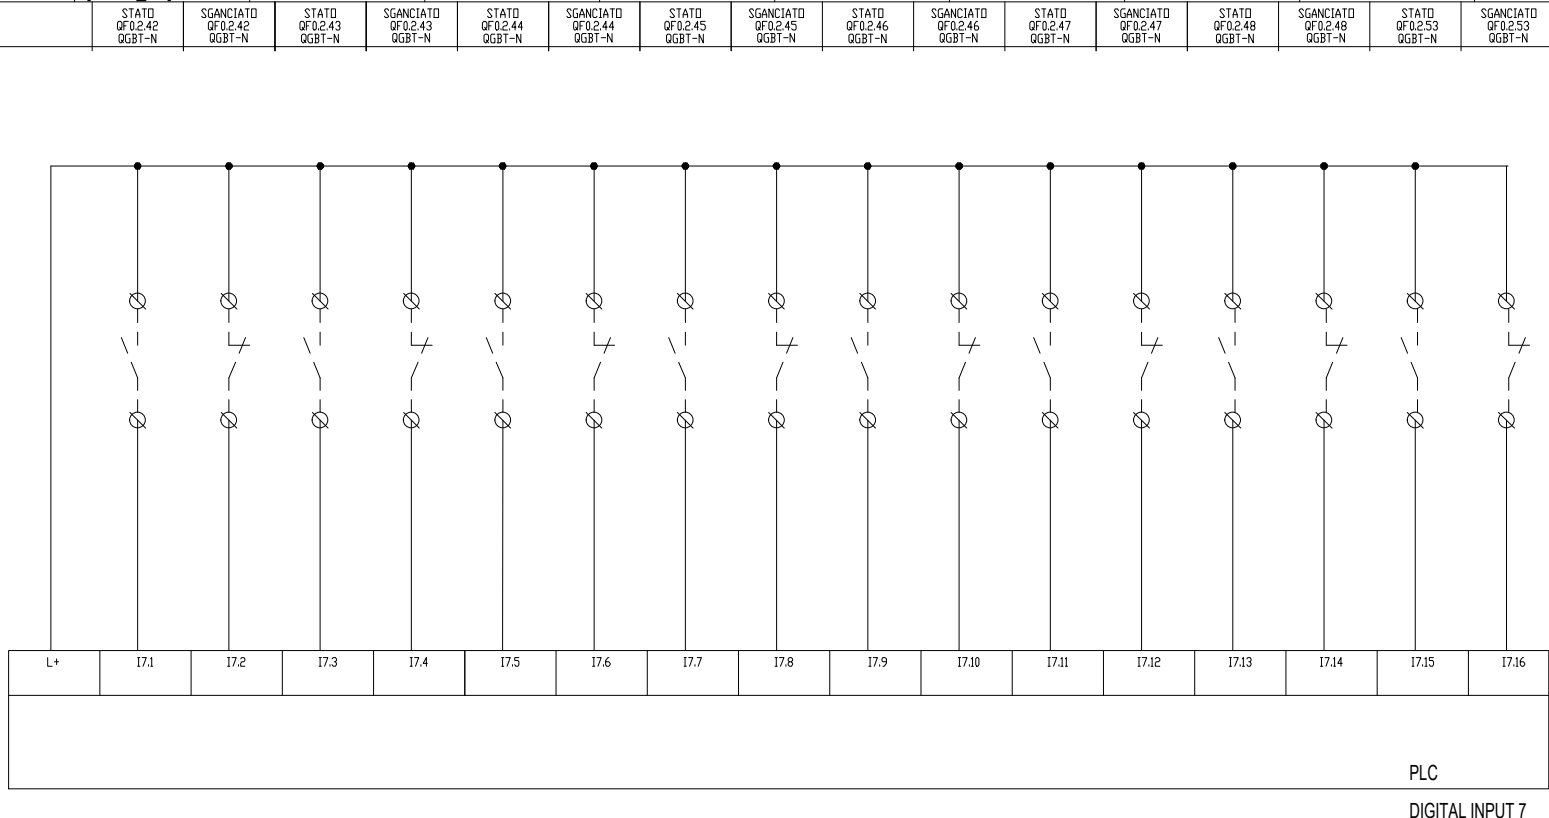 STATO
QF0.2.42
QGBT-N
SGANCIATO
QF0.2.42
QGBT-N
STATO
QF0.2.43
QGBT-N
SGANCIATO
QF0.2.43
QGBT-N
STATO
QF0.2.44
QGBT-N
SGANCIATO
QF0.2.44
QGBT-N
STATO
QF0.2.45
QGBT-N
SGANCIATO
QF0.2.45
QGBT-N
STATO
QF0.2.46
QGBT-N
SGANCIATO
QF0.2.46
QGBT-N
STATO
QF0.2.47
QGBT-N
SGANCIATO
QF0.2.47
QGBT-N
STATO
QF0.2.48
QGBT-N
SGANCIATO
QF0.2.48
QGBT-N
STATO
QF0.2.53
QGBT-N
SGANCIATO
QF0.2.53
QGBT-N
L+
I7.1
I7.2
I7.3
I7.4
I7.5
I7.6
I7.7
I7.8
I7.9
I7.10
I7.11
I7.12
I7.13
I7.14
I7.15
I7.16
PLC
DIGITAL INPUT 7